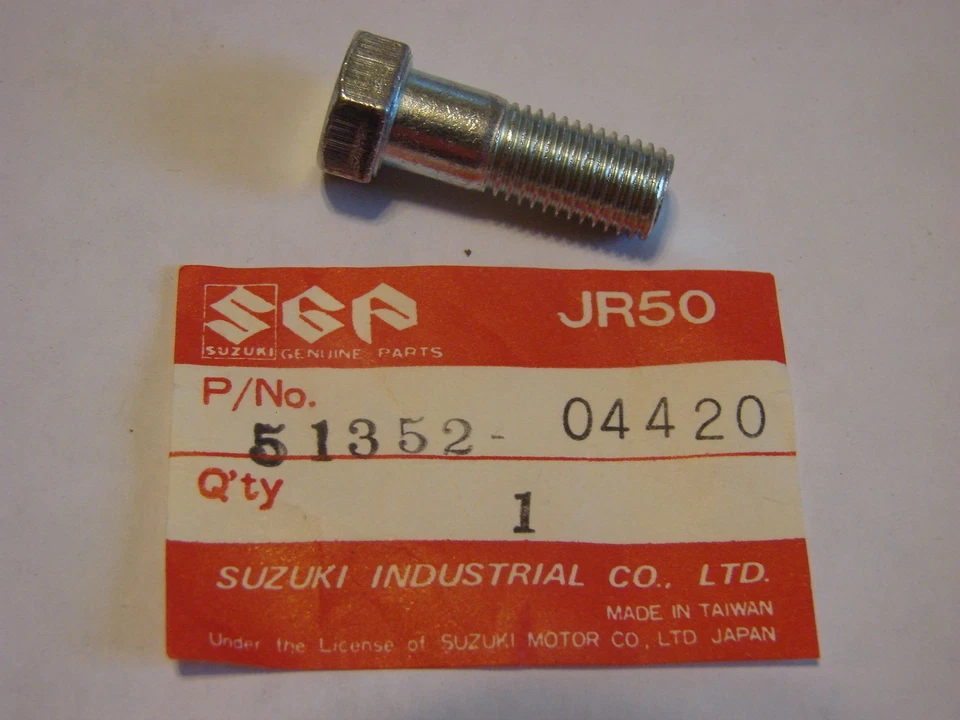 SGP JR50
SUZUKI GENUINE PARTS
P/No.
51352- 04420
Q'ty
1
SUZUKI INDUSTRIAL CO., LTD.
MADE IN TAIWAN
Under the License of SUZUKI MOTOR CO., LTD JAPAN